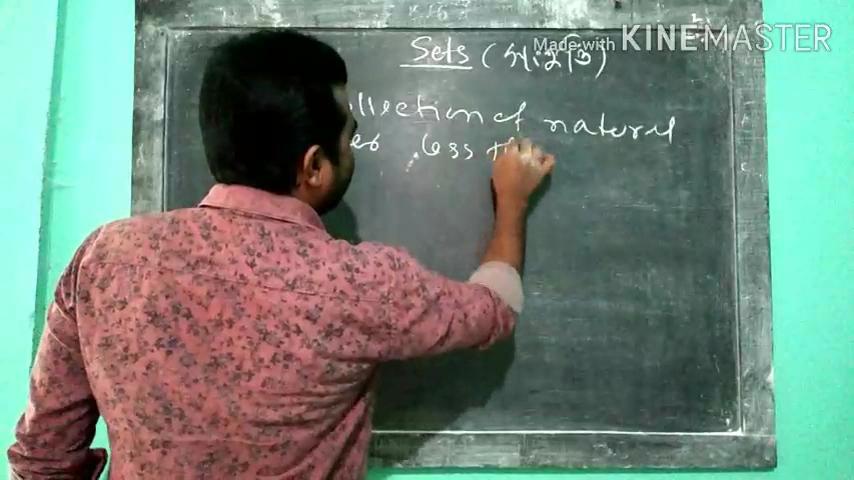 Made with KINEMASTER
Sets (সংহতি)
llection of natural
less th